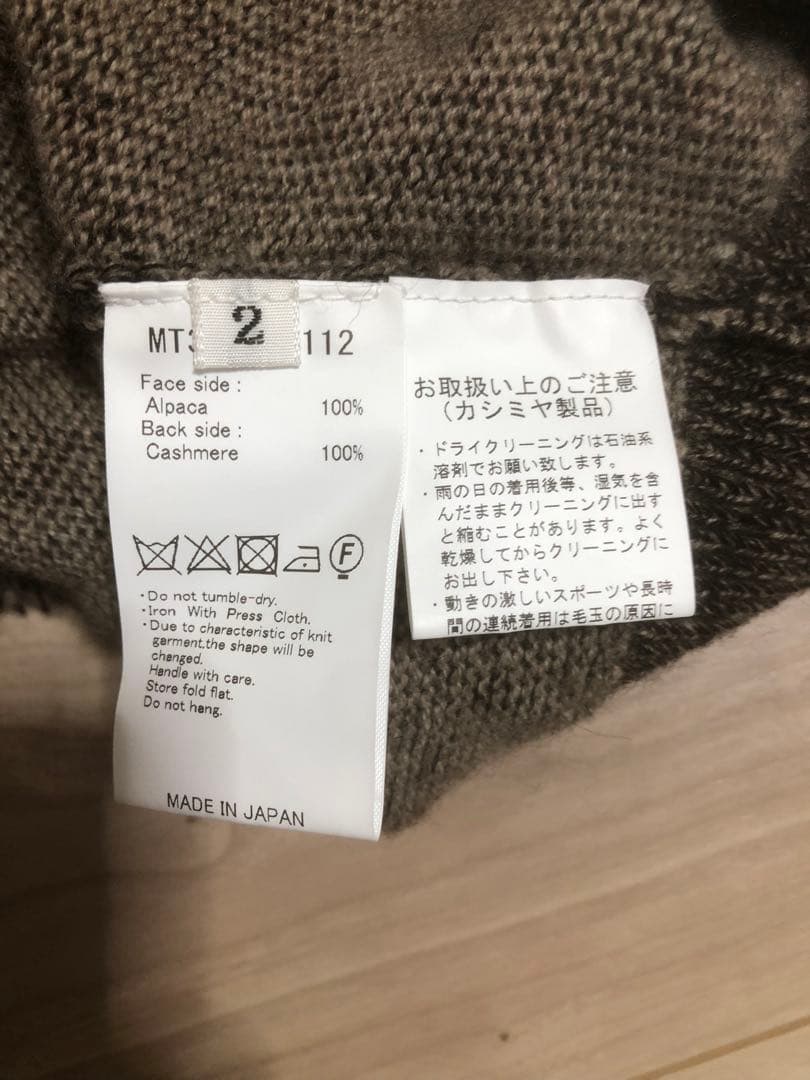 2
112
Face side :
Alpaca 100%
Back side :
Cashmere 100%
F
·Do not tumble-dry.
·Iron With Press Cloth.
·Due to characteristic of knit
garment.the shape will be
changed.
Handle with care.
Store fold flat.
Do not hang.
MADE IN JAPAN
お取扱い上のご注意
(カシミヤ製品)
・ドライクリーニングは石油系
溶剤でお願い致します。
・雨の日の着用後等、湿気を含
んだままクリーニングに出す
と縮むことがあります。よく
乾燥してからクリーニングに
お出し下さい。
・動きの激しいスポーツや長時
間の連続着用は毛玉の原因に